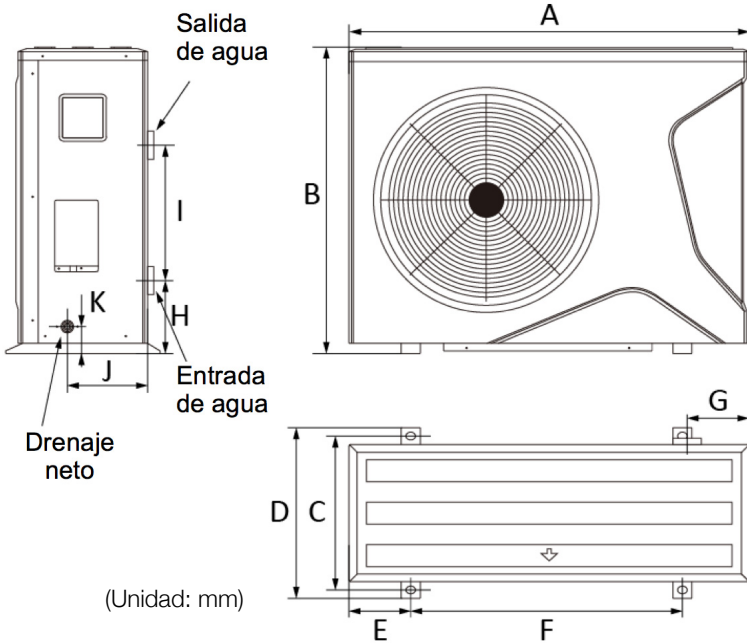 Salida
de agua
A
B
I
K
H
J
Entrada
de agua
Drenaje
neto
G
D
C
E
F
(Unidad: mm)